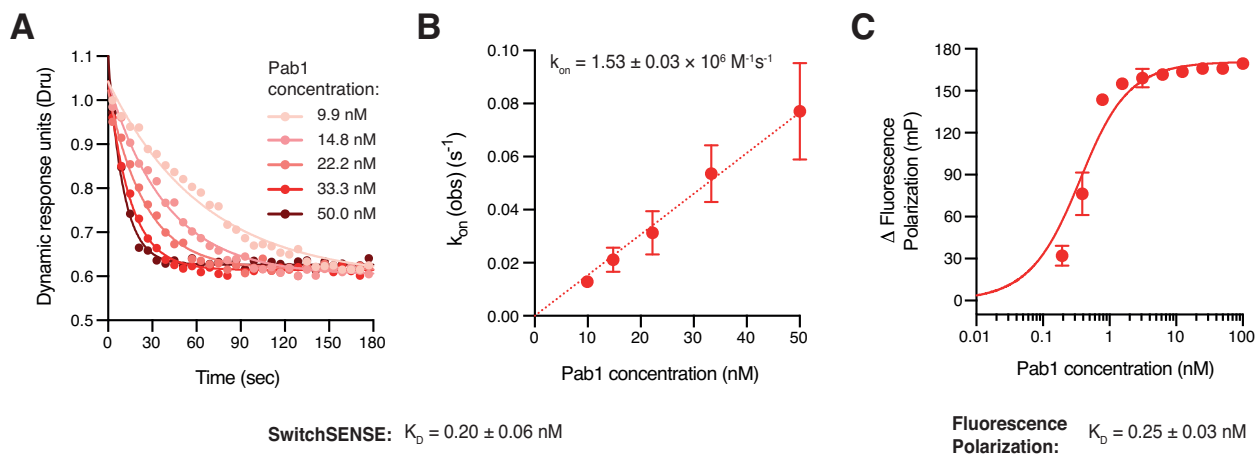 A
Dynamic response units (Dru)
1.1
1.0
0.9
0.8
0.7
0.6
0.5
0 30 60 90 120 150 180
Time (sec)
Pab1
concentration:
9.9 nM
14.8 nM
22.2 nM
33.3 nM
50.0 nM
B
k_on (obs) (s⁻¹)
0.10
0.08
0.06
0.04
0.02
0.00
0 10 20 30 40 50
Pab1 concentration (nM)
k_on = 1.53 ± 0.03 × 10⁶ M⁻¹s⁻¹
C
Δ Fluorescence
Polarization (mP)
180
150
120
90
60
30
0
0.01 0.1 1 10 100
Pab1 concentration (nM)
SwitchSENSE: K_D = 0.20 ± 0.06 nM
Fluorescence
Polarization: K_D = 0.25 ± 0.03 nM